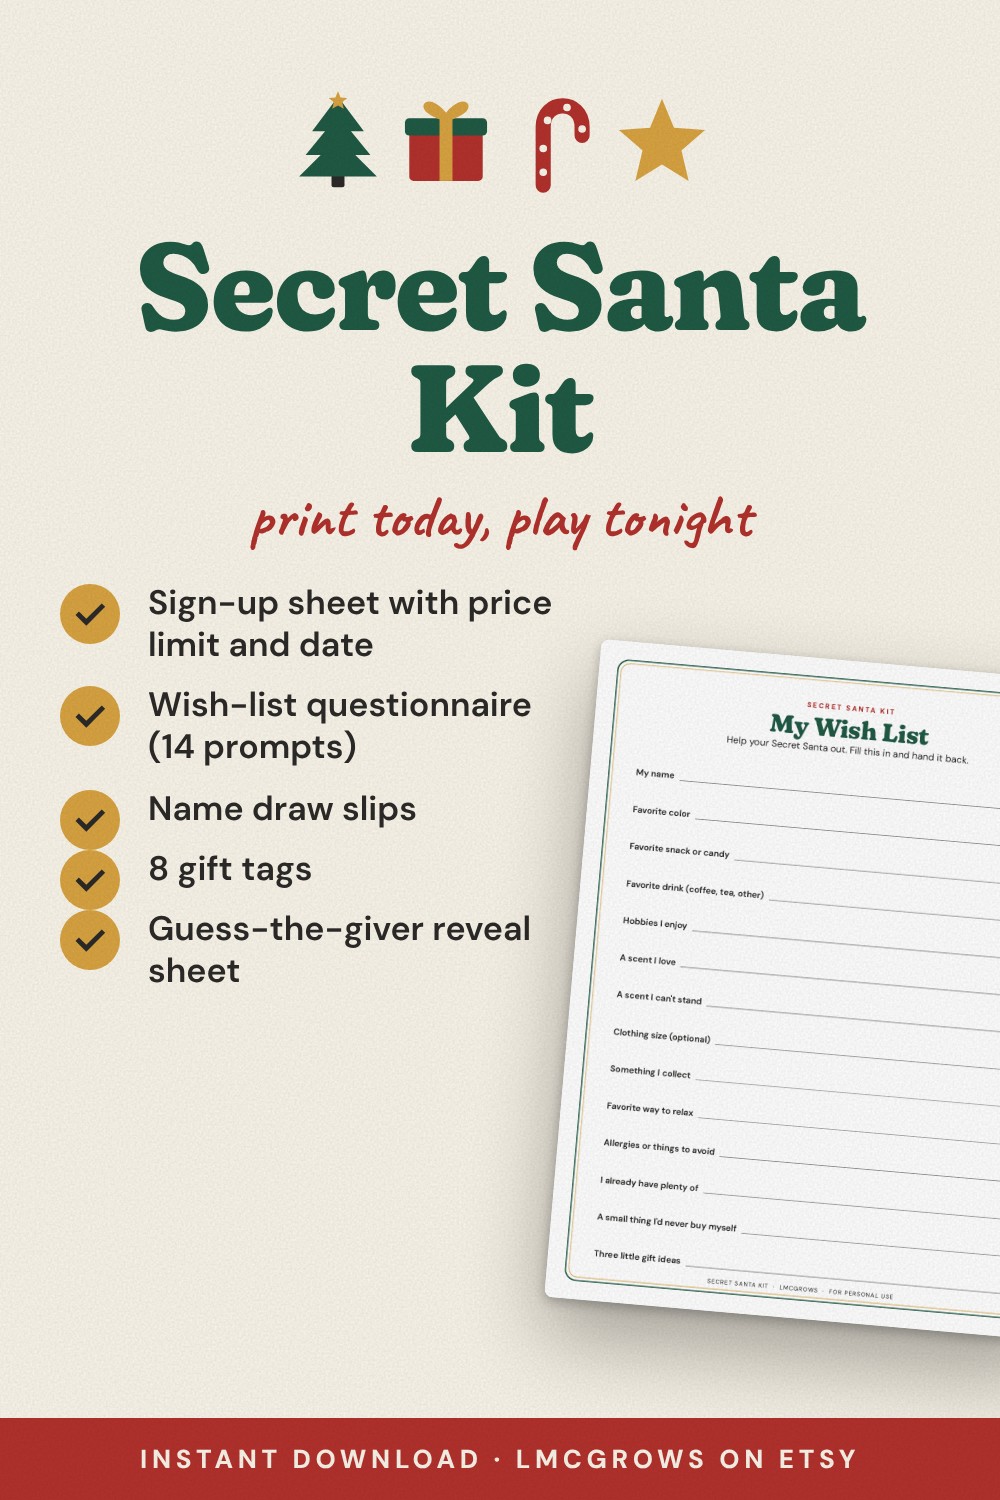 Secret Santa
Kit
print today, play tonight
Sign-up sheet with price
limit and date
Wish-list questionnaire
(14 prompts)
Name draw slips
8 gift tags
Guess-the-giver reveal
sheet
SECRET SANTA KIT
My Wish List
Help your Secret Santa out. Fill this in and hand it back.
My name
Favorite color
Favorite snack or candy
Favorite drink (coffee, tea, other)
Hobbies I enjoy
A scent I love
A scent I can't stand
Clothing size (optional)
Something I collect
Favorite way to relax
Allergies or things to avoid
I already have plenty of
A small thing I'd never buy myself
Three little gift ideas
SECRET SANTA KIT · LMCGROWS · FOR PERSONAL USE
INSTANT DOWNLOAD · LMCGROWS ON ETSY